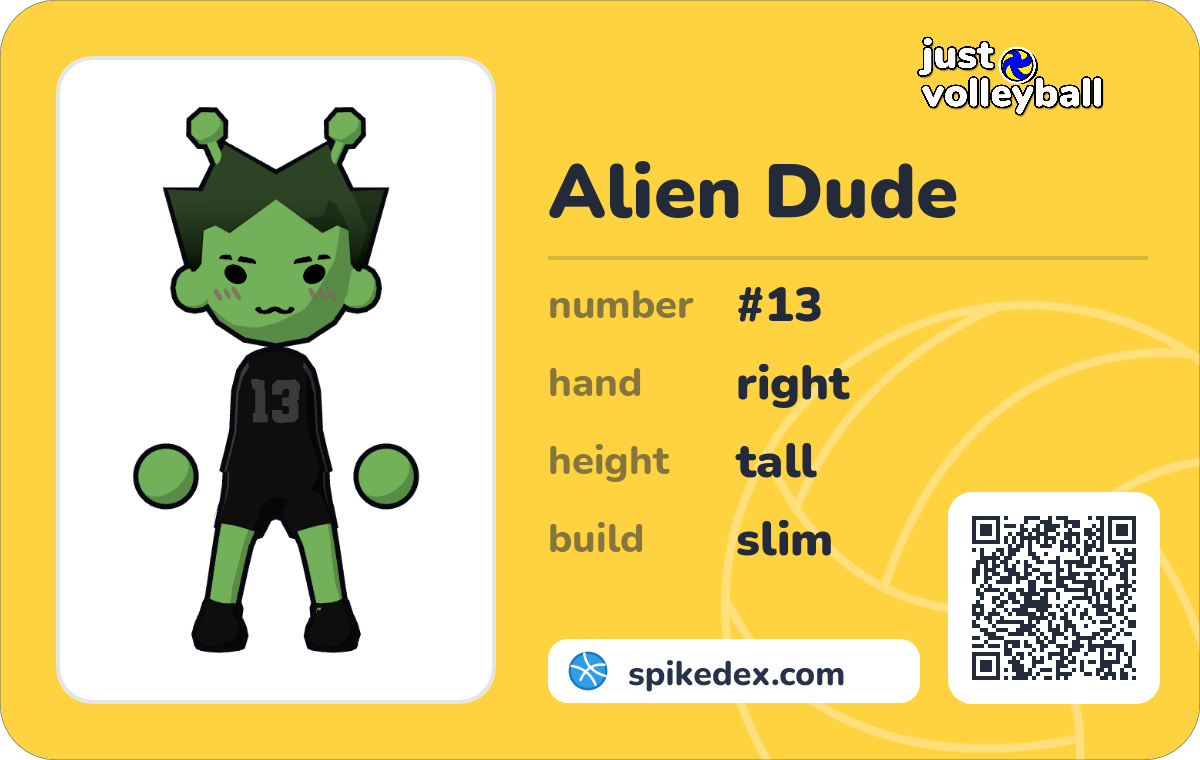 just
volleyball
Alien Dude
number #13
hand right
height tall
build slim
13
spikedex.com